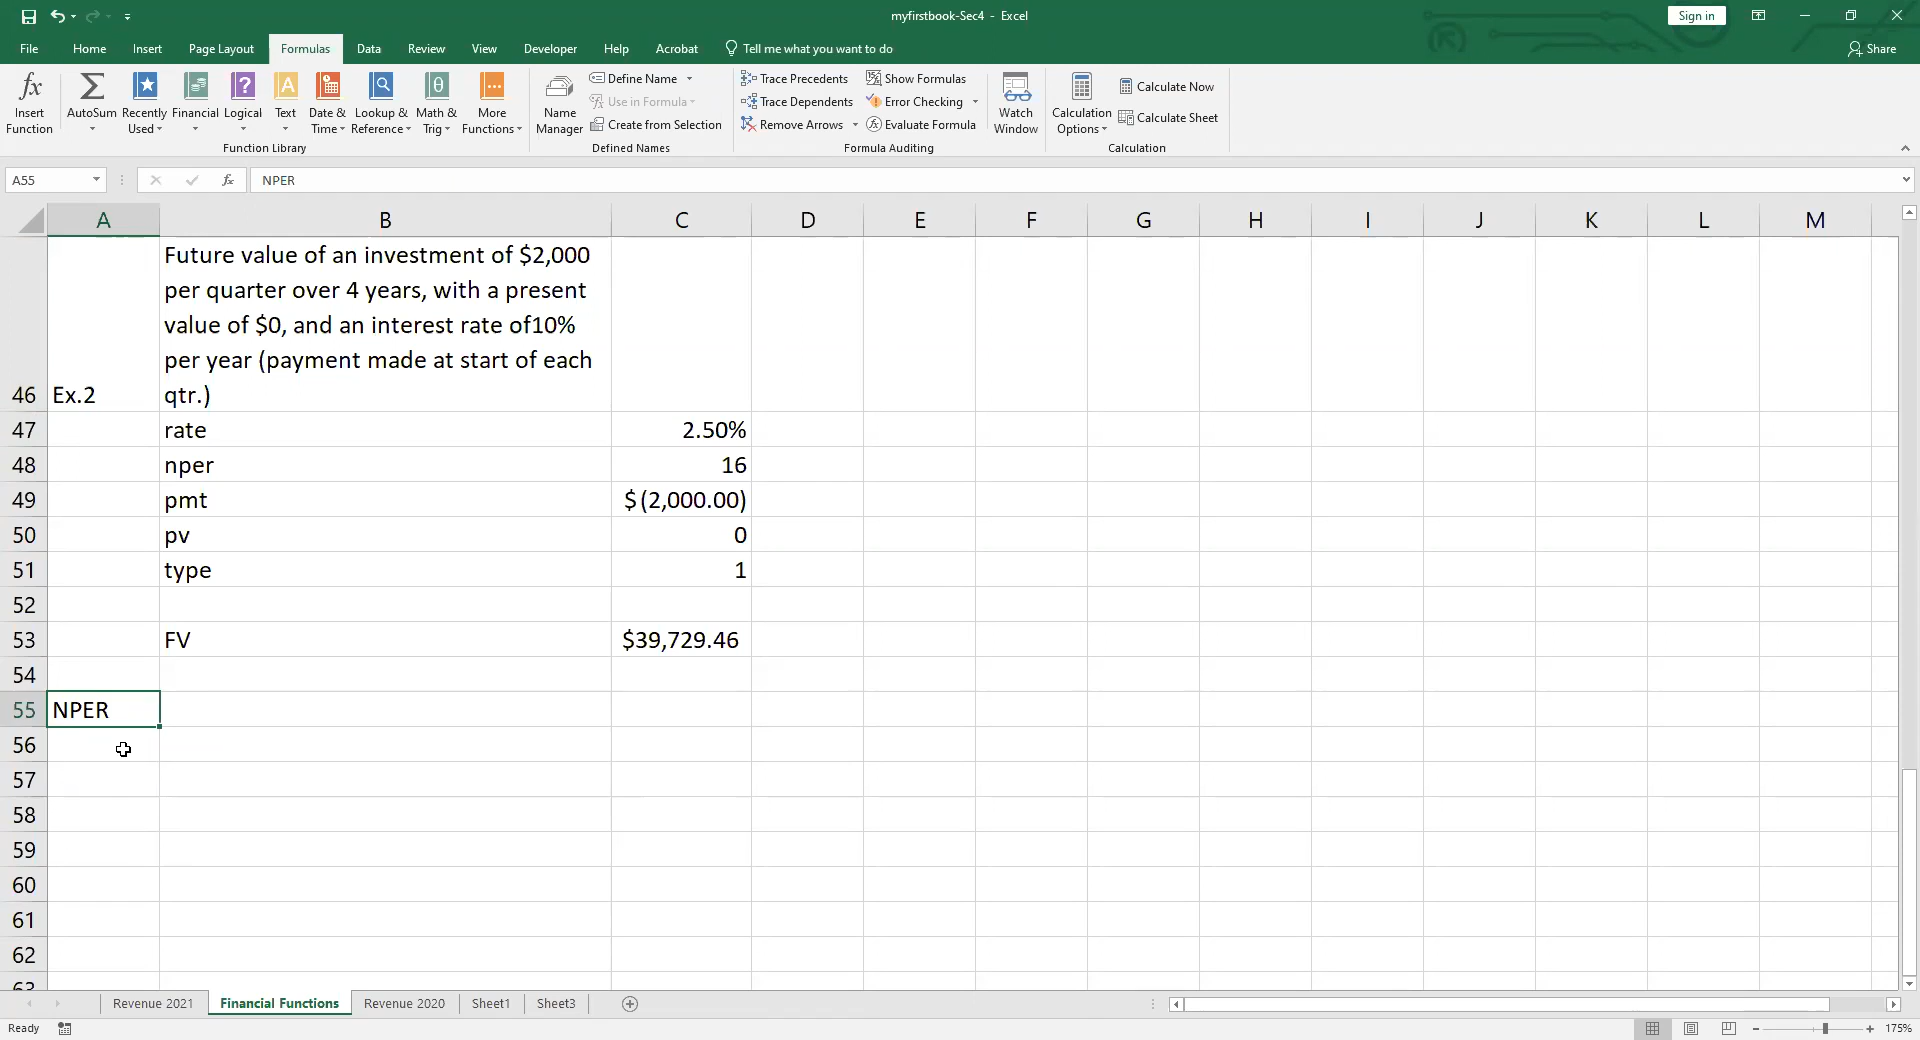 myfirstbook-Sec4 - Excel
Sign in
File Home Insert Page Layout Formulas Data Review View Developer Help Acrobat Tell me what you want to do Share
fx Insert Function
Σ AutoSum
Recently Used
Financial
Logical
Text
Date & Time
Lookup & Reference
Math & Trig
More Functions
Function Library
Name Manager
Define Name
Use in Formula
Create from Selection
Defined Names
Trace Precedents
Trace Dependents
Remove Arrows
Show Formulas
Error Checking
Evaluate Formula
Formula Auditing
Watch Window
Calculation Options
Calculate Now
Calculate Sheet
Calculation
A55 fx NPER
A B C D E F G H I J K L M
Future value of an investment of $2,000
per quarter over 4 years, with a present
value of $0, and an interest rate of10%
per year (payment made at start of each
46 Ex.2 qtr.)
47 rate 2.50%
48 nper 16
49 pmt $(2,000.00)
50 pv 0
51 type 1
52
53 FV $39,729.46
54
55 NPER
56
57
58
59
60
61
62
63
Revenue 2021 Financial Functions Revenue 2020 Sheet1 Sheet3
Ready 175%